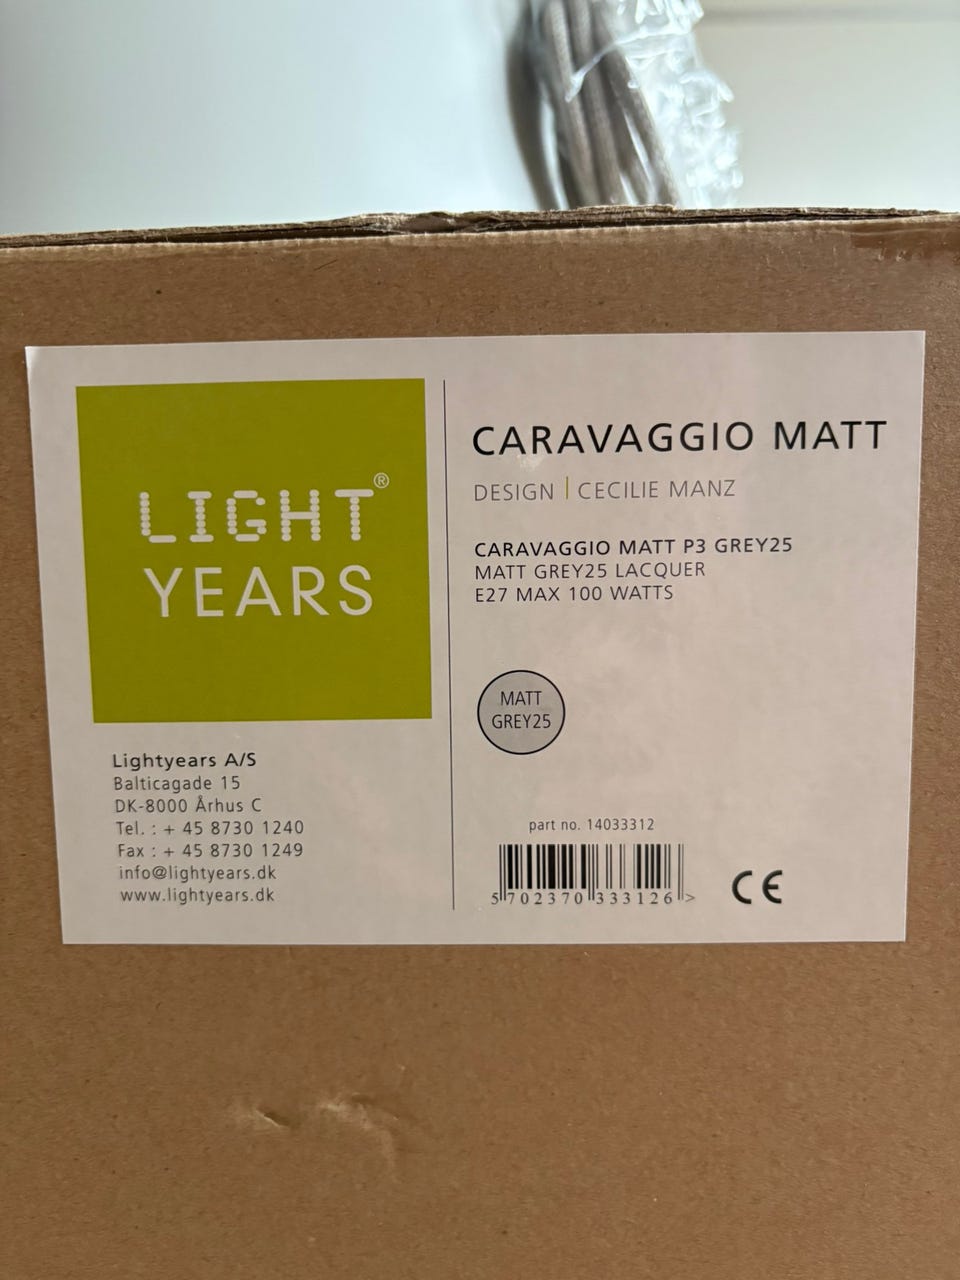 LIGHT®
YEARS
Lightyears A/S
Balticagade 15
DK-8000 Århus C
Tel. : + 45 8730 1240
Fax : + 45 8730 1249
info@lightyears.dk
www.lightyears.dk
CARAVAGGIO MATT
DESIGN | CECILIE MANZ
CARAVAGGIO MATT P3 GREY25
MATT GREY25 LACQUER
E27 MAX 100 WATTS
MATT
GREY25
part no. 14033312
5 702370 333126 >
CE